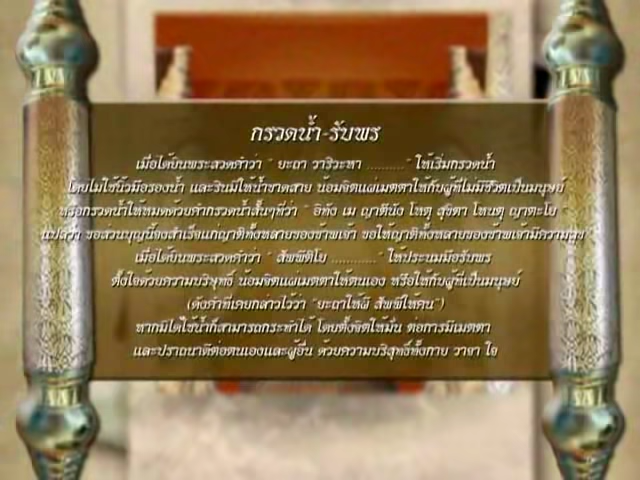 กรวดน้ำ-รับพร
เมื่อได้ยินพระสวดคำว่า " ยะถา วาริวะหา .........." ให้เริ่มกรวดน้ำ
โดยไม่ใช้นิ้วมือรองน้ำ และรินมิให้น้ำขาดสาย น้อมจิตแผ่เมตตาให้กับผู้ที่ไม่มีชีวิตเป็นมนุษย์
หรือกรวดน้ำให้หมดด้วยคำกรวดน้ำสั้นๆที่ว่า " อิทัง เม ญาตีนัง โหตุ สุขิตา โหนตุ ญาตะโย
แปลว่า ขอส่วนบุญนี้จงสำเร็จแก่ญาติทั้งหลายของข้าพเจ้า ขอให้ญาติทั้งหลายของข้าพเจ้ามีความสุข "
เมื่อได้ยินพระสวดคำว่า " สัพพีติโย ............" ให้ประนมมือรับพร
ตั้งใจด้วยความบริสุทธิ์ น้อมจิตแผ่เมตตาให้ตนเอง หรือให้กับผู้ที่เป็นมนุษย์
(ดังคำที่เคยกล่าวไว้ว่า "ยะถาให้ผี สัพพีให้คน")
หากมิได้ใช้น้ำก็สามารถกระทำได้ โดยตั้งจิตให้มั่น ต่อการมีเมตตา
และปรารถนาดีต่อตนเองและผู้อื่น ด้วยความบริสุทธิ์ทั้งกาย วาจา ใจ